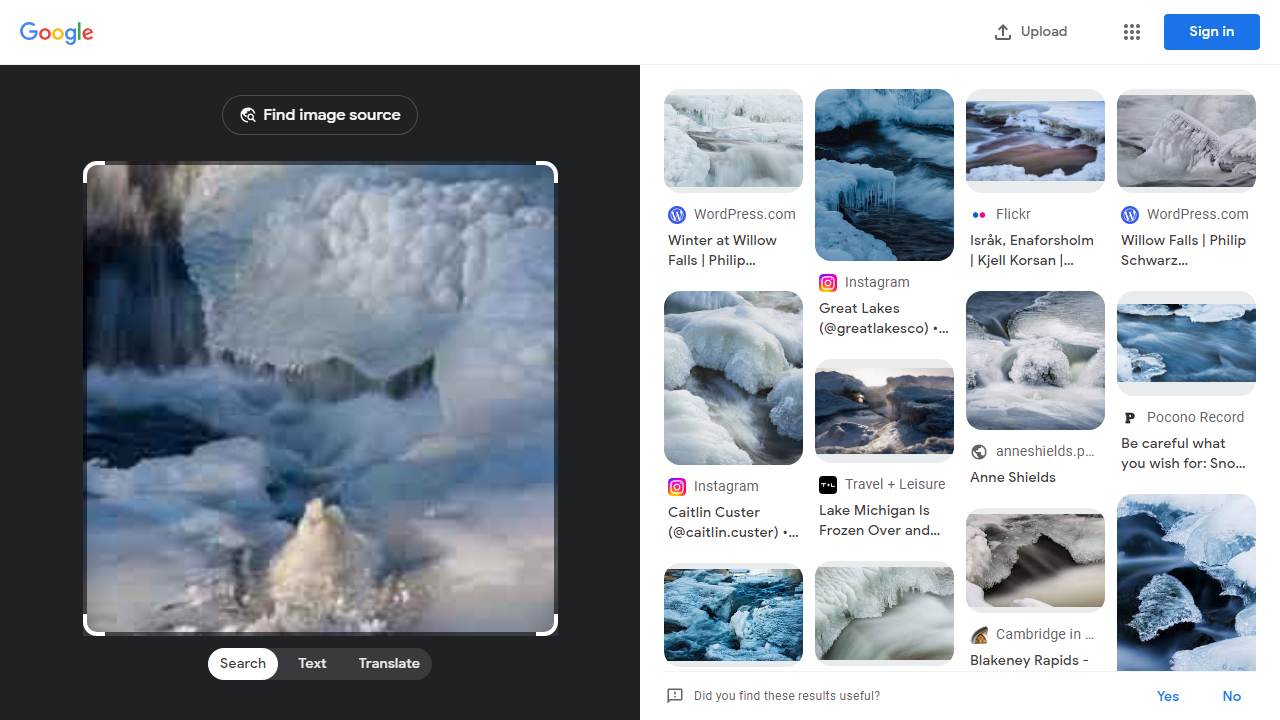 Google
Upload
Sign in
Find image source
Search
Text
Translate
WordPress.com
Winter at Willow
Falls | Philip...
Instagram
Caitlin Custer
(@caitlin.custer) •...
Instagram
Great Lakes
(@greatlakesco) •...
T+L
Travel + Leisure
Lake Michigan Is
Frozen Over and...
Flickr
Isråk, Enaforsholm
| Kjell Korsan |...
anneshields.p...
Anne Shields
Cambridge in ...
Blakeney Rapids -
WordPress.com
Willow Falls | Philip
Schwarz...
P
Pocono Record
Be careful what
you wish for: Sno...
Did you find these results useful?
Yes
No